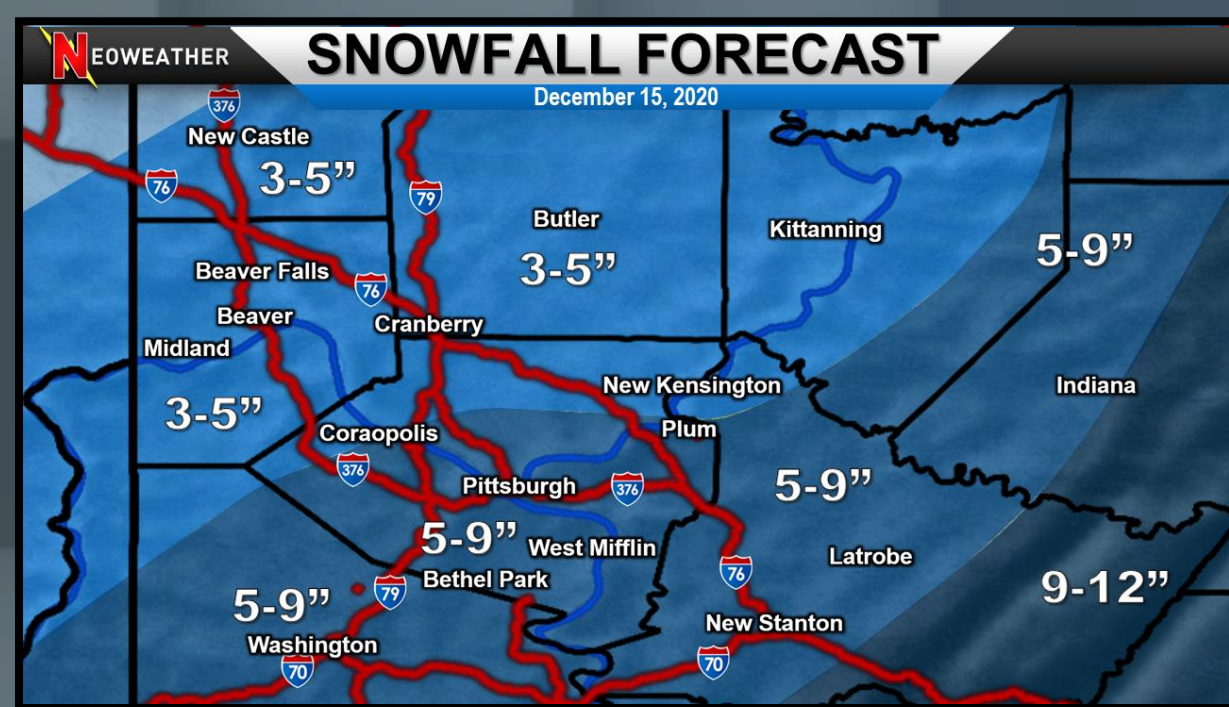 NEOWEATHER
SNOWFALL FORECAST
December 15, 2020
376
New Castle
3-5”
76
79
Butler
3-5”
Kittanning
5-9”
Beaver Falls
76
Beaver
Cranberry
Midland
3-5”
New Kensington
Indiana
Coraopolis
Plum
376
Pittsburgh
376
5-9”
5-9”
West Mifflin
Latrobe
Bethel Park
79
76
9-12”
5-9”
Washington
New Stanton
70
70